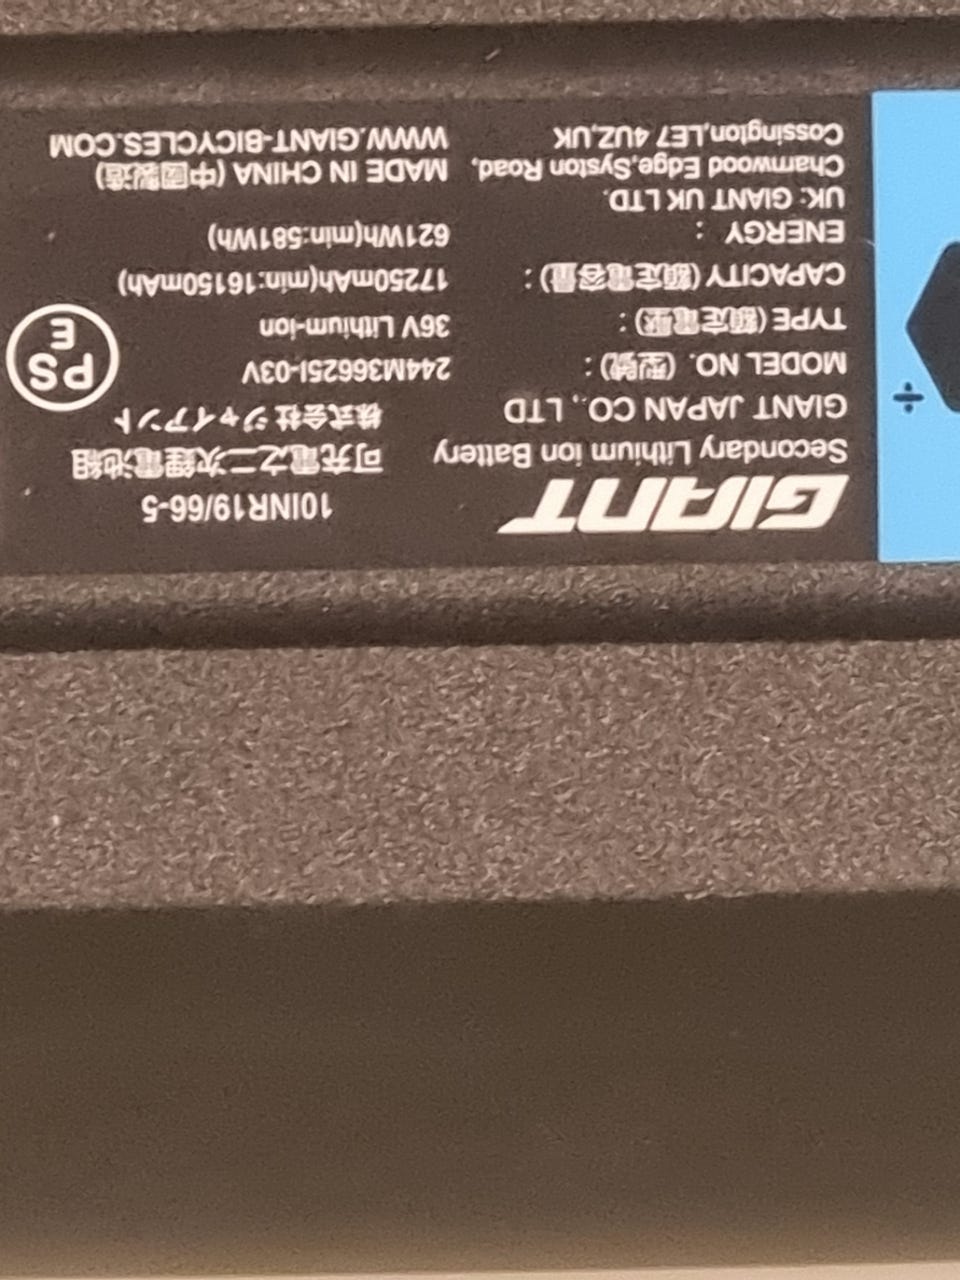 GIANT
10INR19/66-5
Secondary Lithium ion Battery
可充電之二次鋰電池組
GIANT JAPAN CO., LTD
株式会社 ジャイアント
MODEL NO. (型號) : 244M36625I-03V
TYPE (額定電壓) : 36V Lithium-ion
CAPACITY (額定電容量) : 17250mAh(min:16150mAh)
ENERGY : 621Wh(min:581Wh)
UK: GIANT UK LTD.
Charnwood Edge,Syston Road,
Cossington,LE7 4UZ,UK
MADE IN CHINA (中國製造)
WWW.GIANT-BICYCLES.COM
PS
E
÷